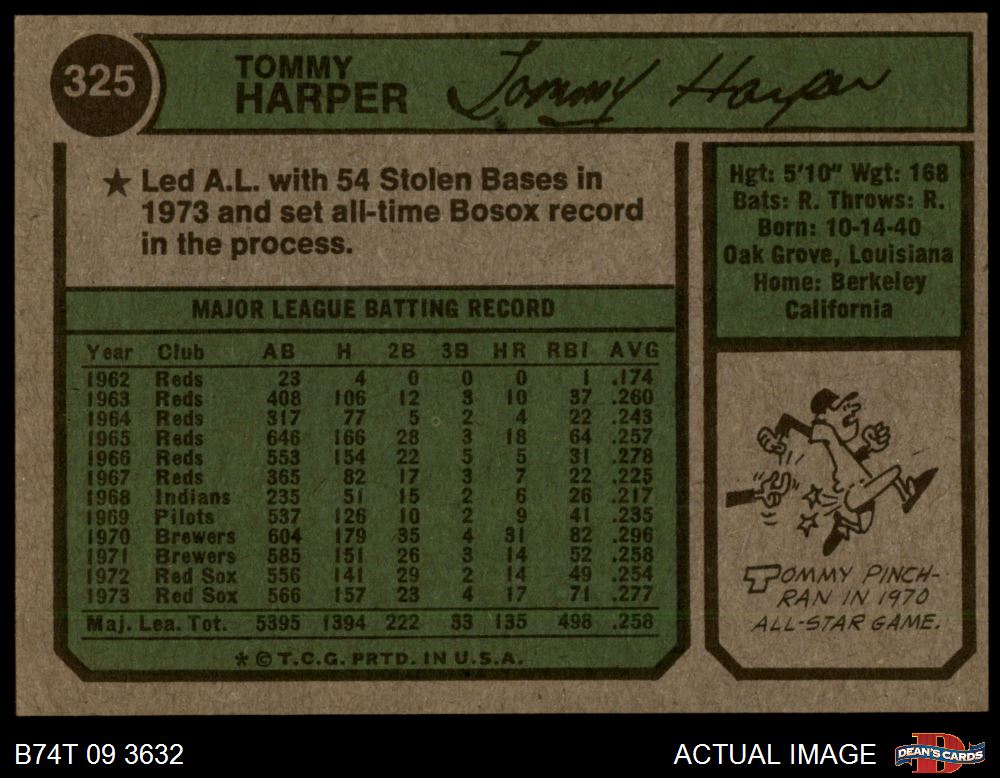 325
TOMMY
HARPER
Tommy Harper
★ Led A.L. with 54 Stolen Bases in
1973 and set all-time Bosox record
in the process.
Hgt: 5'10" Wgt: 168
Bats: R. Throws: R.
Born: 10-14-40
Oak Grove, Louisiana
Home: Berkeley
California
MAJOR LEAGUE BATTING RECORD
Year Club AB H 2B 3B HR RBI AVG
1962 Reds 23 4 0 0 0 1 .174
1963 Reds 408 106 12 3 10 37 .260
1964 Reds 317 77 5 2 4 22 .243
1965 Reds 646 166 28 3 18 64 .257
1966 Reds 553 154 22 5 5 31 .278
1967 Reds 365 82 17 3 7 22 .225
1968 Indians 235 51 15 2 6 26 .217
1969 Pilots 537 126 10 2 9 41 .235
1970 Brewers 604 179 35 4 31 82 .296
1971 Brewers 585 151 26 3 14 52 .258
1972 Red Sox 556 141 29 2 14 49 .254
1973 Red Sox 566 157 23 4 17 71 .277
Maj. Lea. Tot. 5395 1394 222 33 135 498 .258
* © T.C.G. PRTD. IN U.S.A.
TOMMY PINCH-
RAN IN 1970
ALL-STAR GAME.
B74T 09 3632
ACTUAL IMAGE
D
DEAN'S CARDS